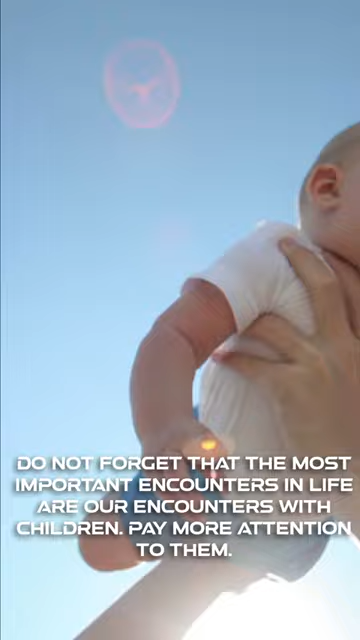 DO NOT FORGET THAT THE MOST
IMPORTANT ENCOUNTERS IN LIFE
ARE OUR ENCOUNTERS WITH
CHILDREN. PAY MORE ATTENTION
TO THEM.